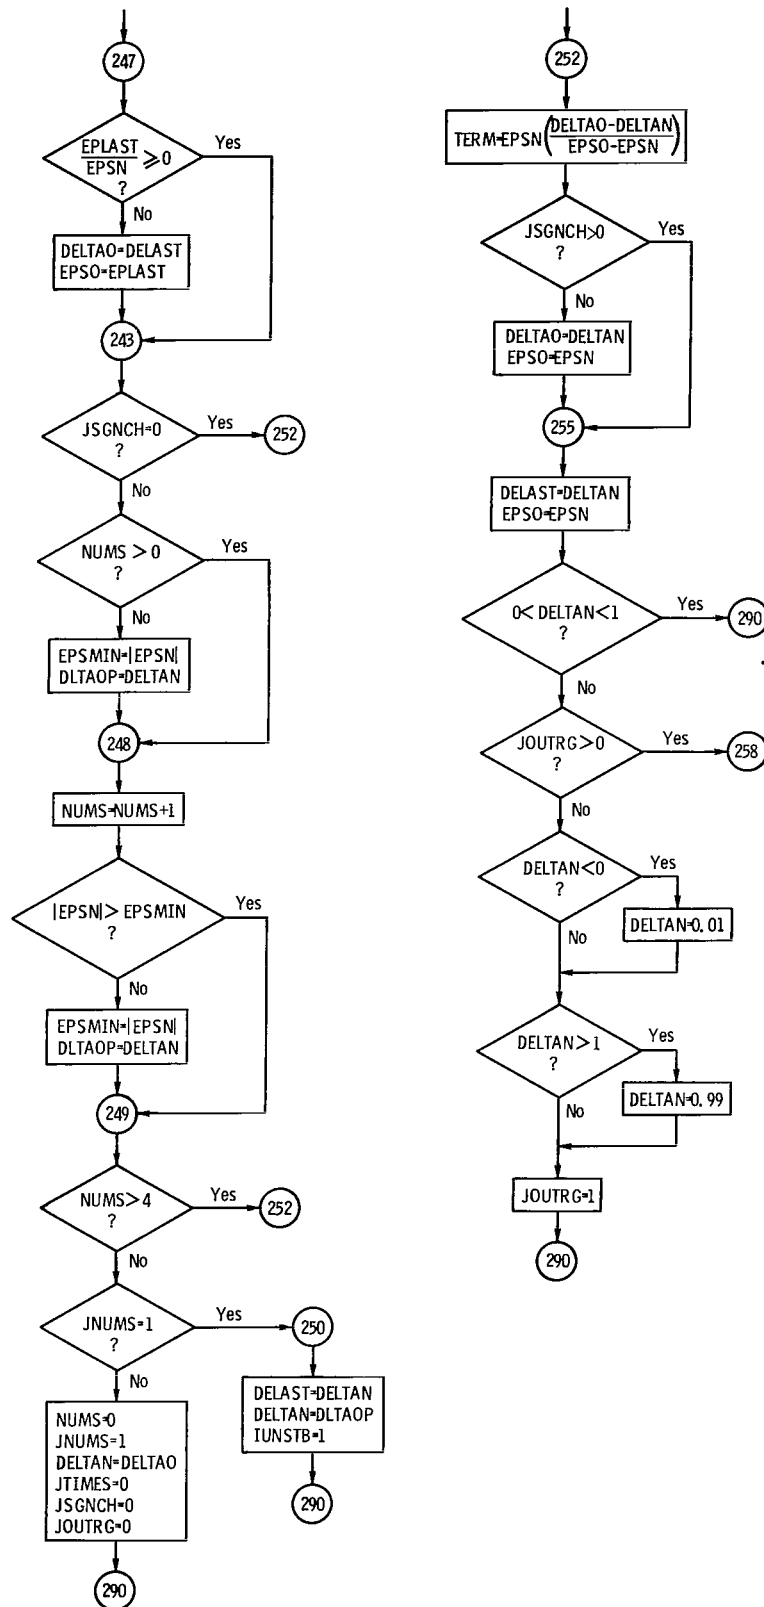 247
EPLAST
EPSN
⩾0
?
Yes
No
DELTAO=DELAST
EPSO=EPLAST
243
JSGNCH=0
?
Yes
252
No
NUMS > 0
?
Yes
No
EPSMIN=|EPSN|
DLTAOP=DELTAN
248
NUMS=NUMS+1
|EPSN| > EPSMIN
?
Yes
No
EPSMIN=|EPSN|
DLTAOP=DELTAN
249
NUMS>4
?
Yes
252
No
JNUMS=1
?
Yes
250
No
DELAST=DELTAN
DELTAN=DLTAOP
IUNSTB=1
290
NUMS=0
JNUMS=1
DELTAN=DELTAO
JTIMES=0
JSGNCH=0
JOUTRG=0
290
252
TERM=EPSN(DELTAO-DELTAN
EPSO-EPSN)
JSGNCH>0
?
Yes
No
DELTAO=DELTAN
EPSO=EPSN
255
DELAST=DELTAN
EPSO=EPSN
0< DELTAN<1
?
Yes
290
No
JOUTRG>0
?
Yes
258
No
DELTAN<0
?
Yes
DELTAN=0.01
No
DELTAN>1
?
Yes
DELTAN=0.99
No
JOUTRG=1
290